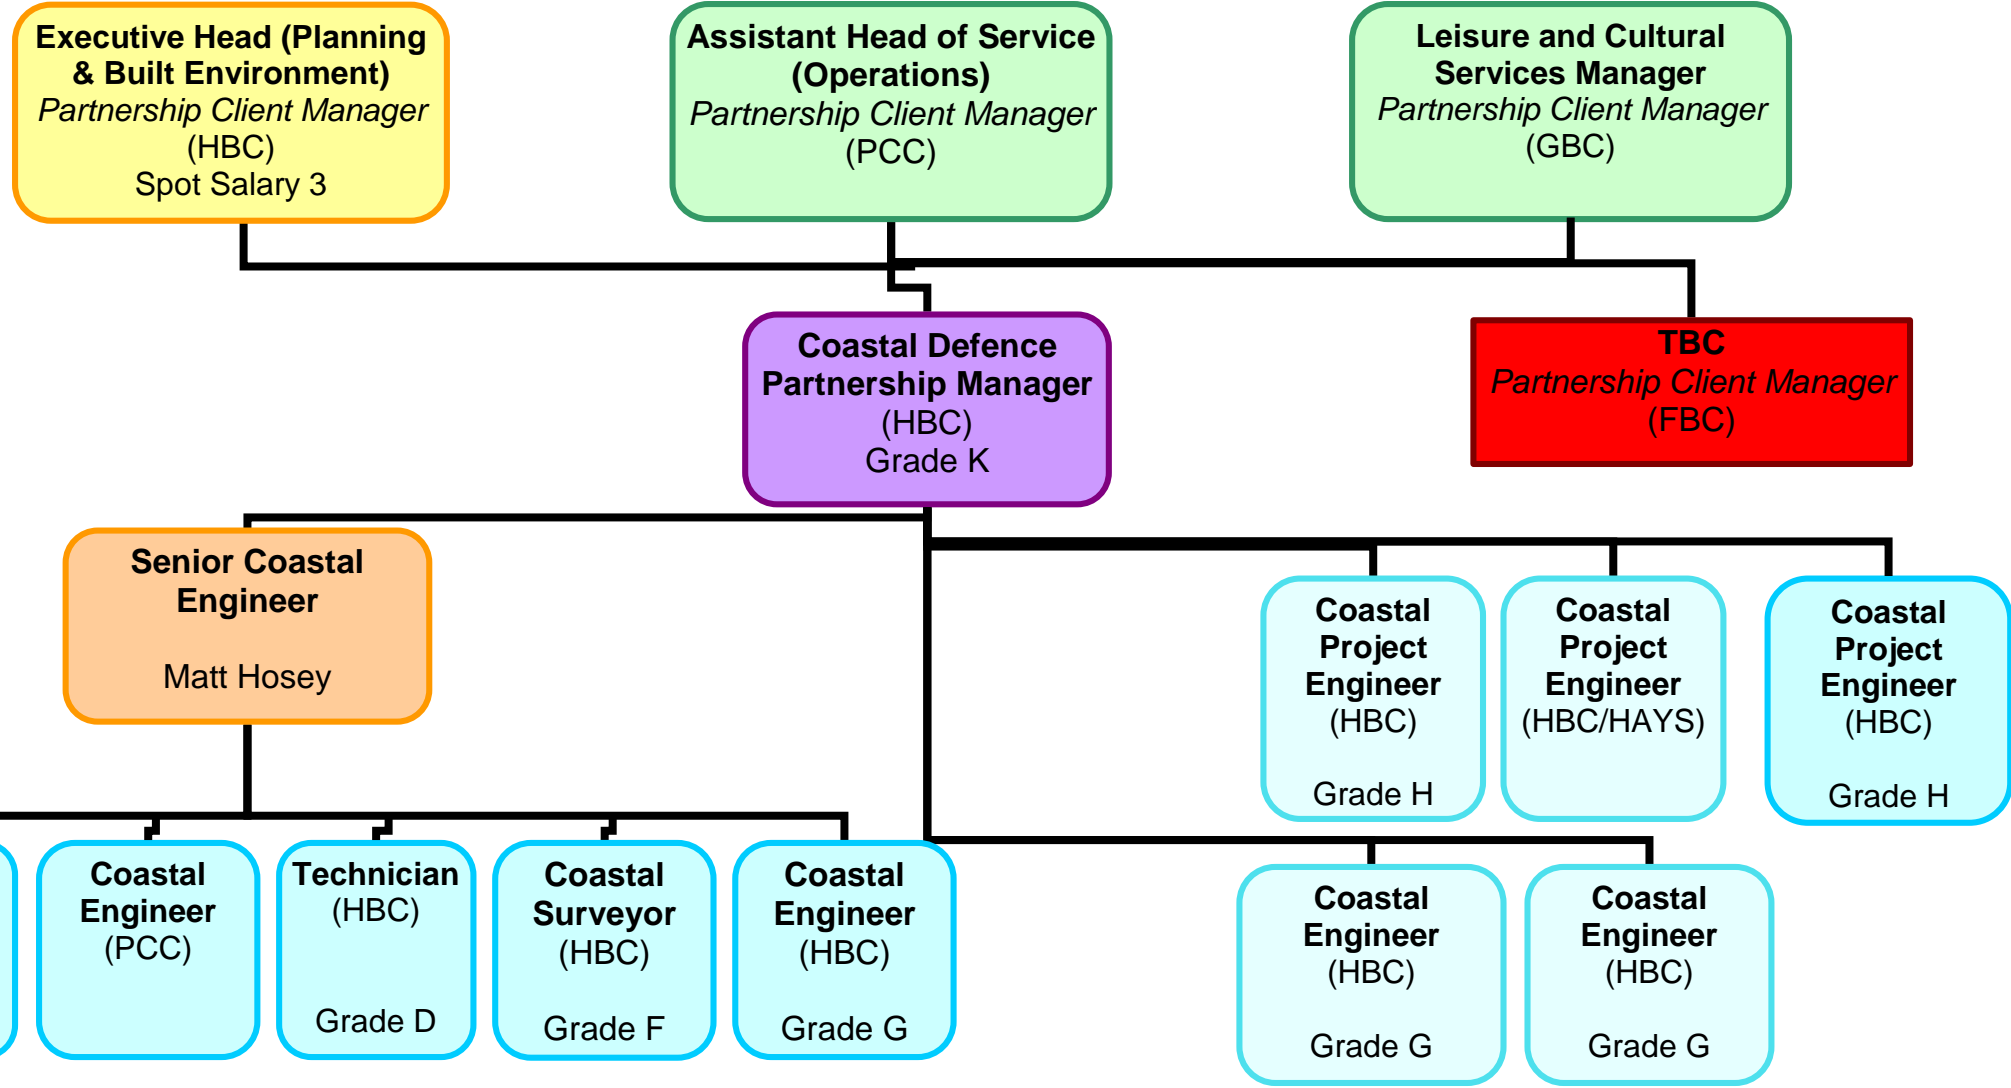 Executive Head (Planning
& Built Environment)
Partnership Client Manager
(HBC)
Spot Salary 3
Assistant Head of Service
(Operations)
Partnership Client Manager
(PCC)
Leisure and Cultural
Services Manager
Partnership Client Manager
(GBC)
Coastal Defence
Partnership Manager
(HBC)
Grade K
TBC
Partnership Client Manager
(FBC)
Senior Coastal
Engineer
Matt Hosey
Coastal
Project
Engineer
(HBC)
Grade H
Coastal
Project
Engineer
(HBC/HAYS)
Coastal
Project
Engineer
(HBC)
Grade H
Coastal
Engineer
(PCC)
Technician
(HBC)
Grade D
Coastal
Surveyor
(HBC)
Grade F
Coastal
Engineer
(HBC)
Grade G
Coastal
Engineer
(HBC)
Grade G
Coastal
Engineer
(HBC)
Grade G